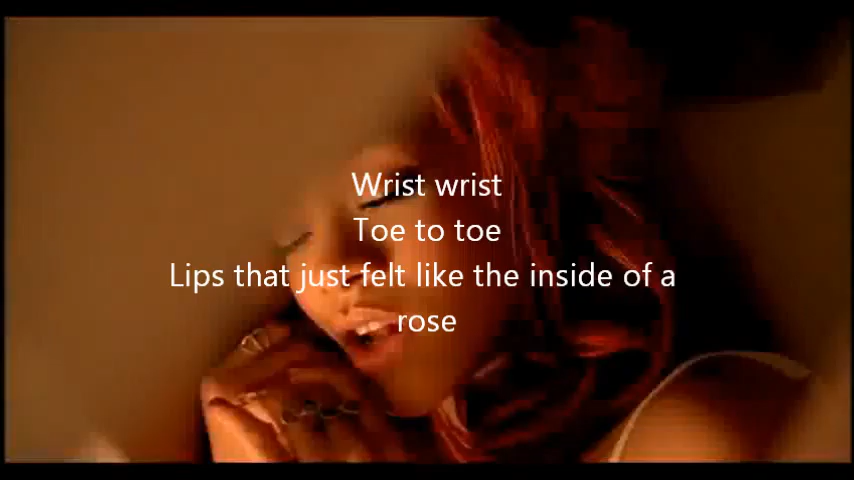 Wrist wrist
Toe to toe
Lips that just felt like the inside of a
rose